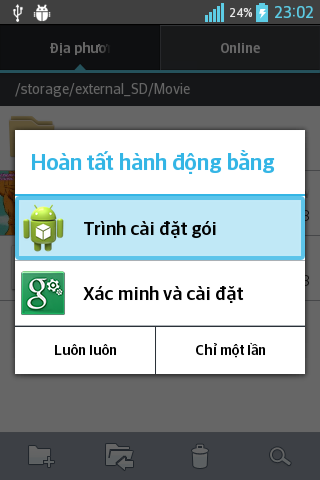 24% 23:02
Địa phươ Online
/storage/external_SD/Movie
Hoàn tất hành động bằng
Trình cài đặt gói
Xác minh và cài đặt
Luôn luôn Chỉ một lần